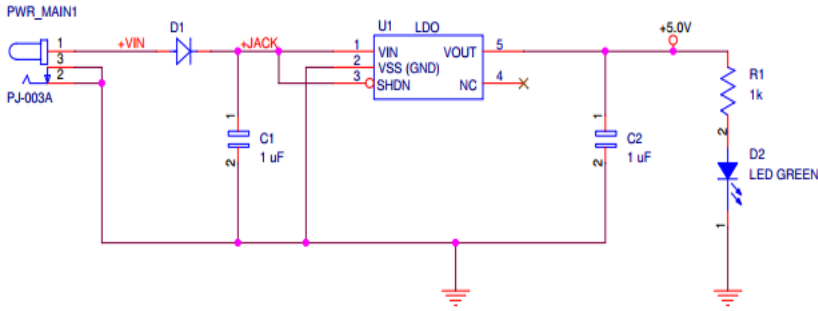 PWR_MAIN1
1
3
2
PJ-003A
+VIN
D1
+JACK
1
C1
1 uF
2
U1 LDO
1 VIN VOUT 5
2 VSS (GND)
3 SHDN NC 4
+5.0V
1
C2
1 uF
2
R1
1k
2
D2
LED GREEN
1